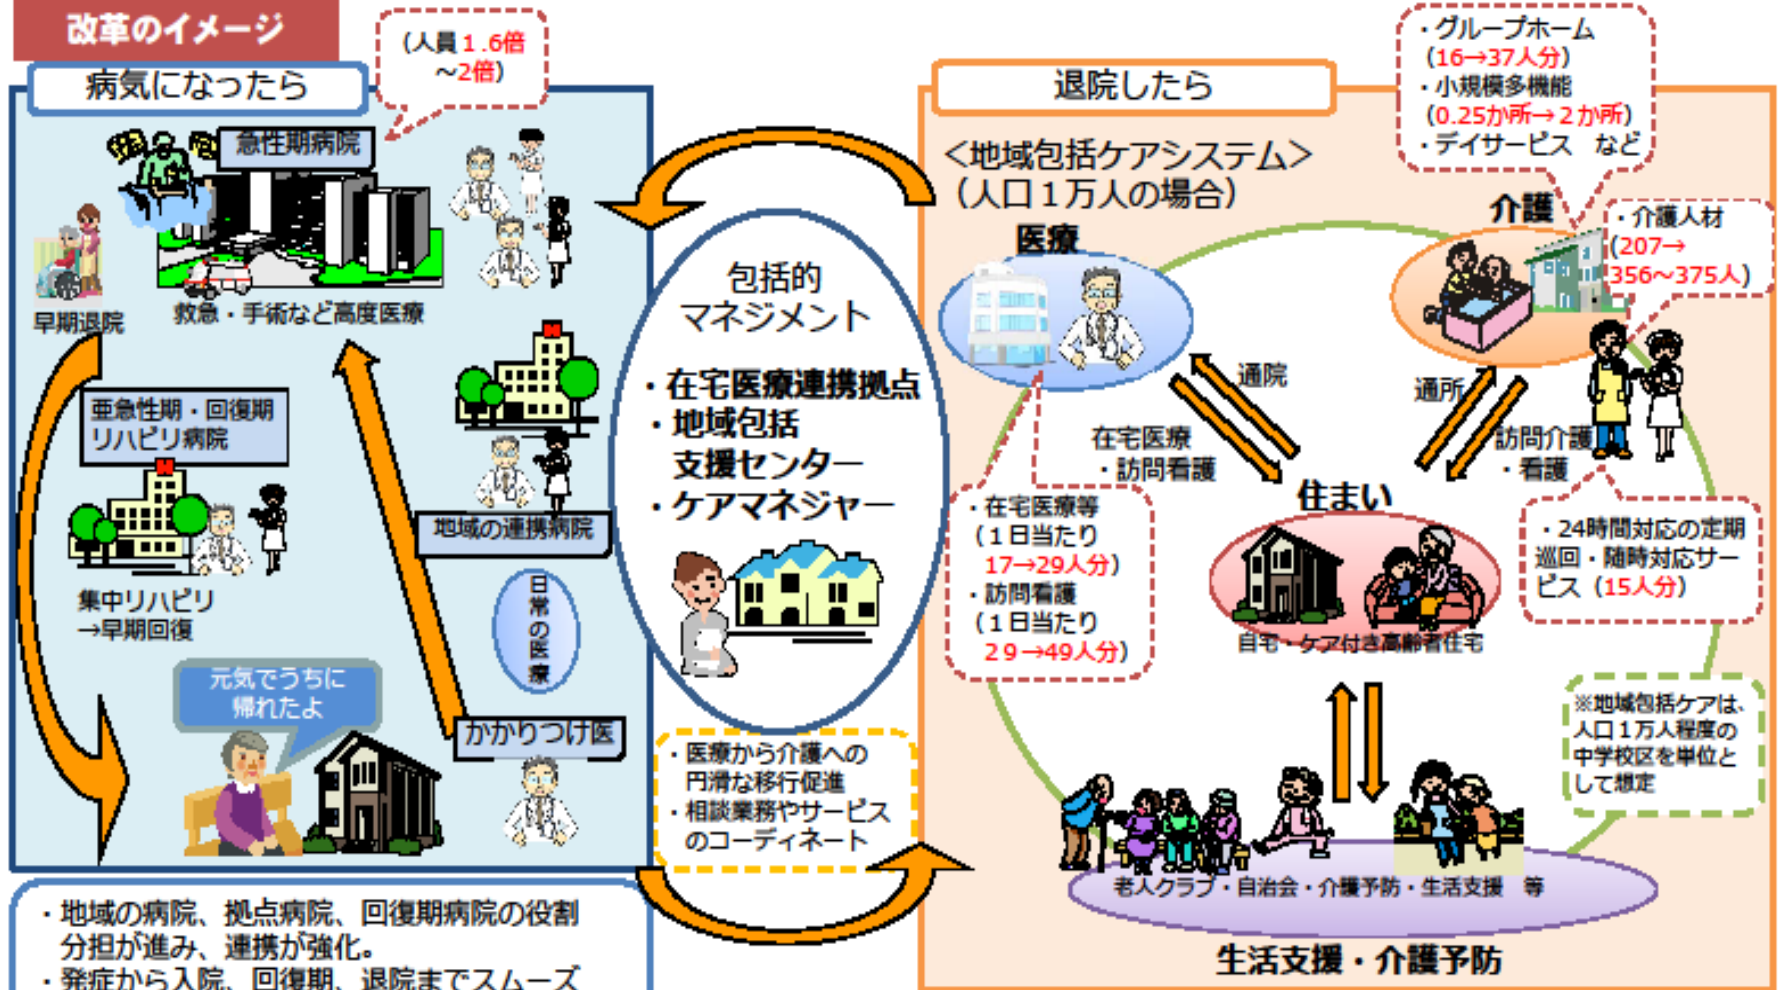 改革のイメージ
病気になったら
(人員1.6倍
～2倍)
急性期病院
早期退院
救急・手術など高度医療
亜急性期・回復期
リハビリ病院
集中リハビリ
→早期回復
地域の連携病院
日常の医療
元気でうちに
帰れたよ
かかりつけ医
・地域の病院、拠点病院、回復期病院の役割
分担が進み、連携が強化。
・発症から入院、回復期、退院までスムーズ
包括的
マネジメント
・在宅医療連携拠点
・地域包括
支援センター
・ケアマネジャー
・医療から介護への
円滑な移行促進
・相談業務やサービス
のコーディネート
退院したら
＜地域包括ケアシステム＞
（人口１万人の場合）
医療
介護
・グループホーム
(16→37人分)
・小規模多機能
(0.25か所→２か所)
・デイサービス　など
・介護人材
(207→
356～375人)
通院
在宅医療
・訪問看護
通所
訪問介護
・看護
・在宅医療等
(１日当たり
17→29人分)
・訪問看護
(１日当たり
２９→49人分)
住まい
自宅・ケア付き高齢者住宅
・24時間対応の定期
巡回・随時対応サー
ビス（15人分）
※地域包括ケアは、
人口１万人程度の
中学校区を単位と
して想定
老人クラブ・自治会・介護予防・生活支援　等
生活支援・介護予防